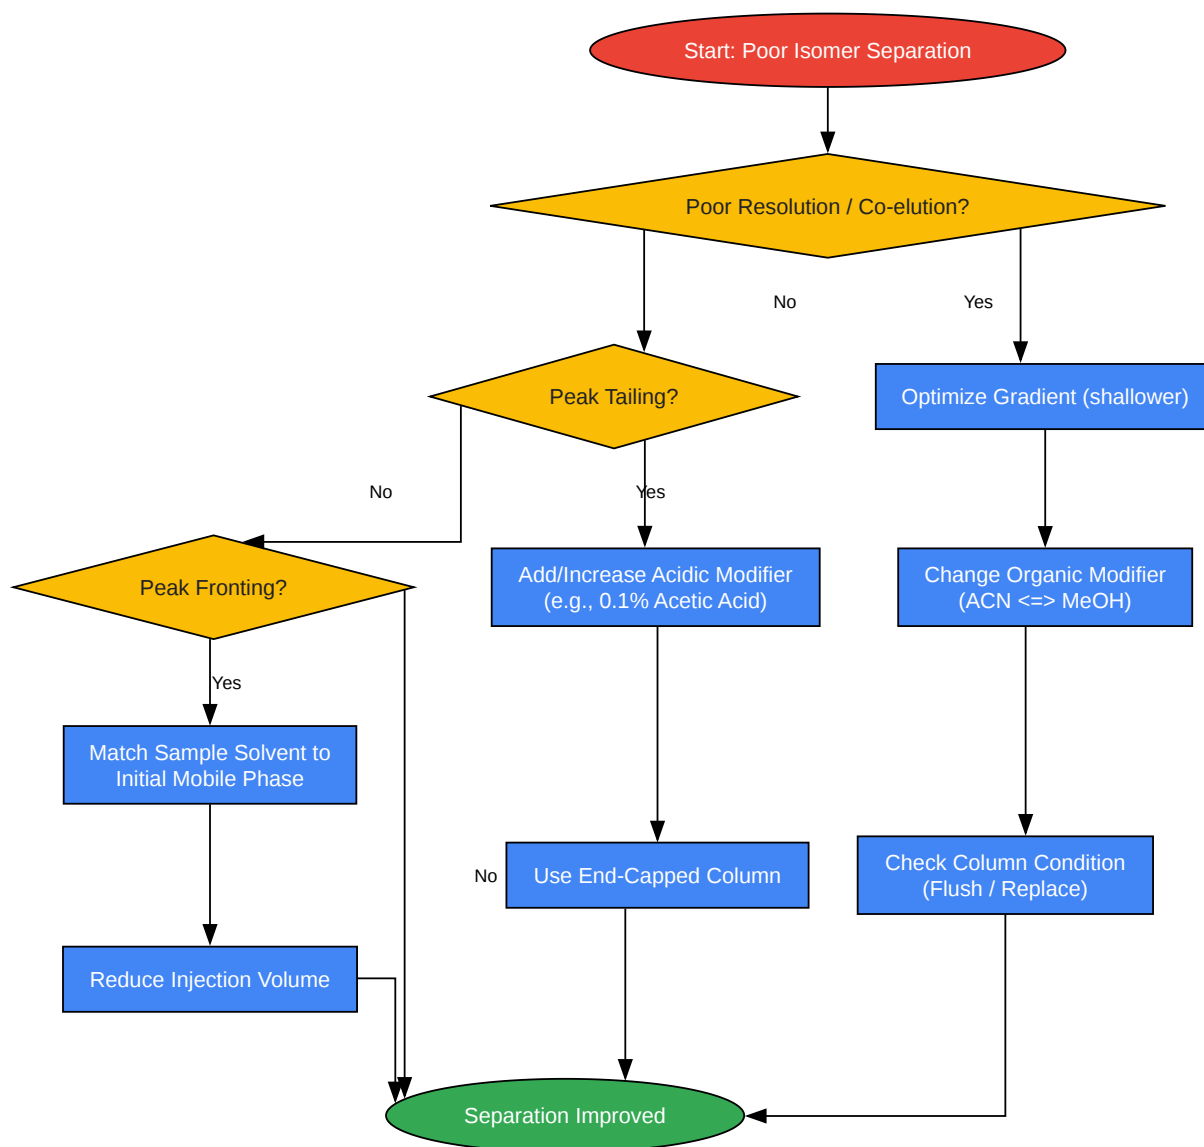 Start: Poor Isomer Separation
Poor Resolution / Co-elution?
No
Yes
Peak Tailing?
Optimize Gradient (shallower)
No
Yes
Peak Fronting?
Add/Increase Acidic Modifier
(e.g., 0.1% Acetic Acid)
Change Organic Modifier
(ACN <=> MeOH)
Yes
Match Sample Solvent to
Initial Mobile Phase
No
Use End-Capped Column
Check Column Condition
(Flush / Replace)
Reduce Injection Volume
Separation Improved